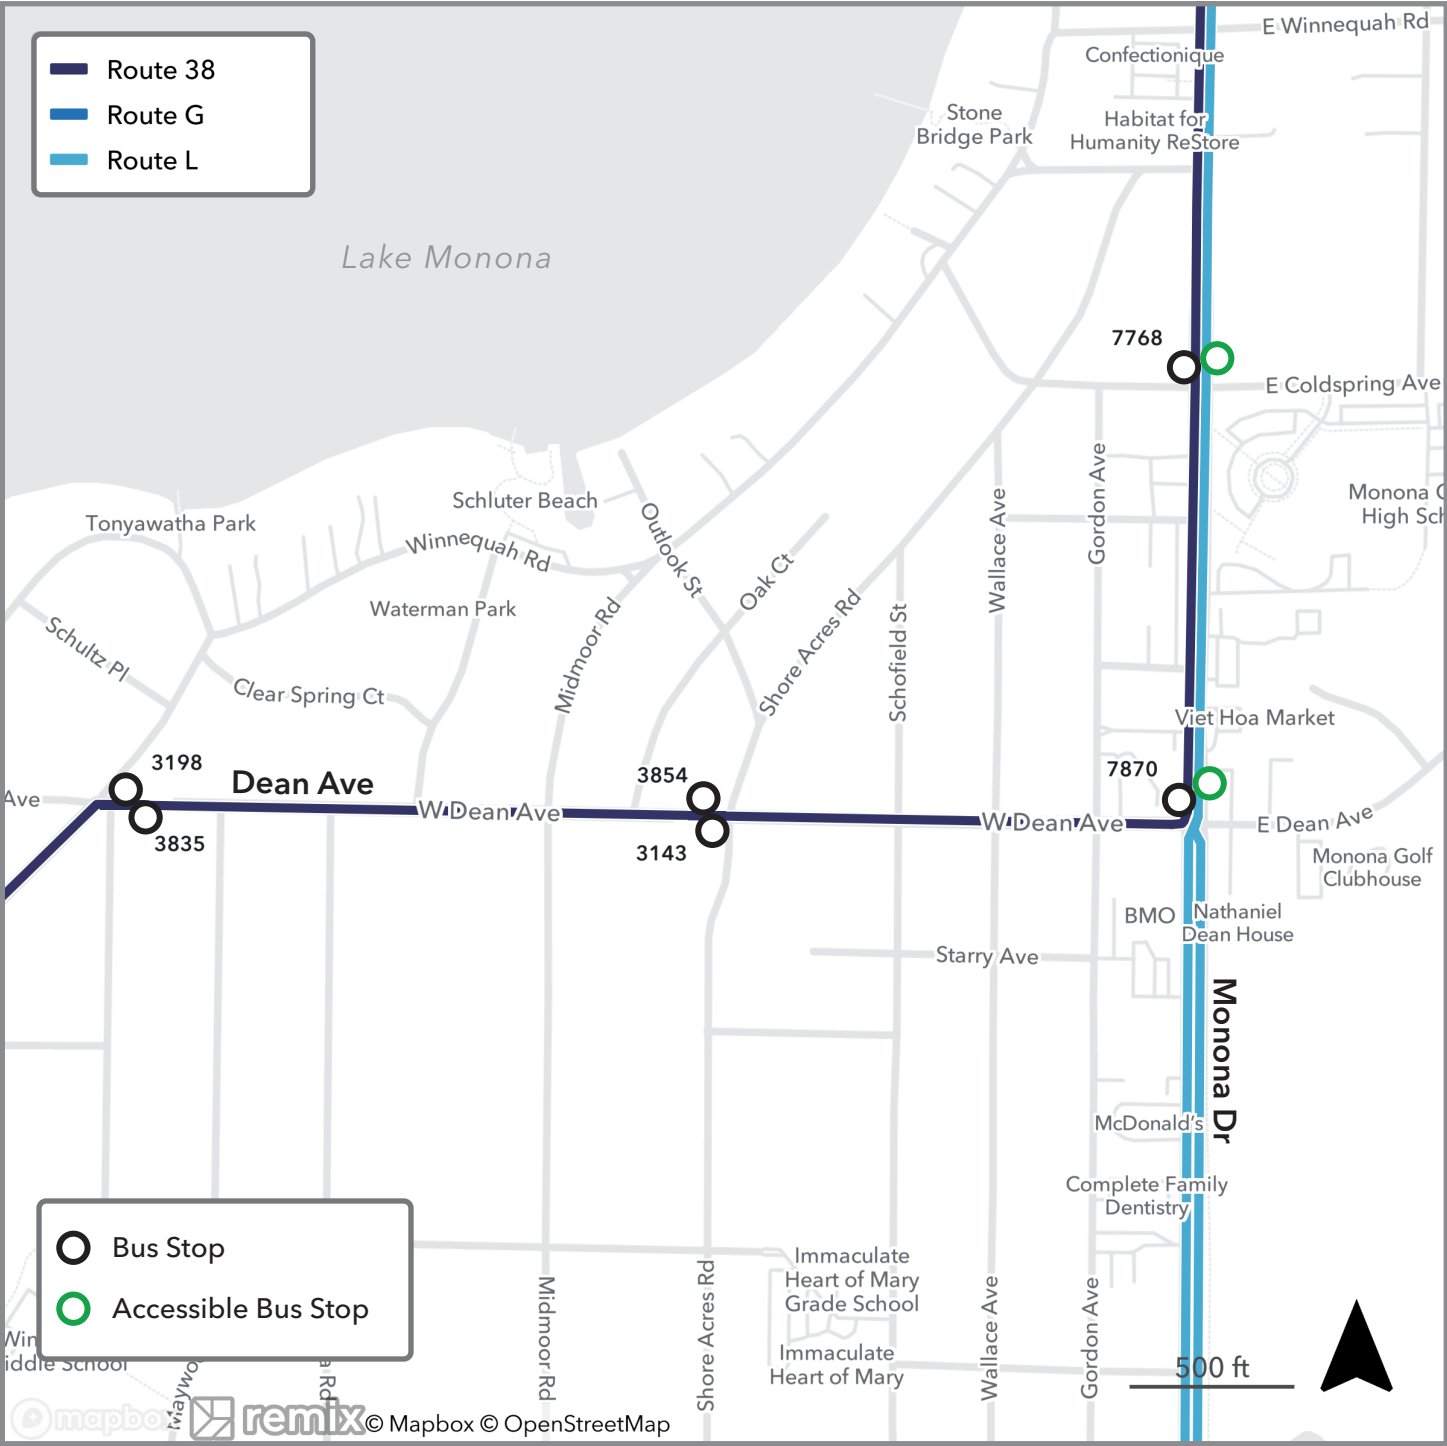 Route 38
Route G
Route L
E Winnequah Rd
Confectionique
Stone
Bridge Park
Habitat for
Humanity ReStore
Lake Monona
7768
E Coldspring Ave
Schluter Beach
Tonyawatha Park
Winnequah Rd
Outlook St
Oak Ct
Wallace Ave
Gordon Ave
Monona
High Sch
Waterman Park
Schultz Pl
Clear Spring Ct
Midmoor Rd
Shore Acres Rd
Schofield St
Viet Hoa Market
3198
Dean Ave
3854
7870
Ave
W Dean Ave
W Dean Ave
E Dean Ave
3835
3143
Monona Golf
Clubhouse
BMO
Nathaniel
Dean House
Starry Ave
Monona Dr
McDonald's
Complete Family
Dentistry
Bus Stop
Accessible Bus Stop
Immaculate
Heart of Mary
Grade School
Immaculate
Heart of Mary
Midmoor Rd
Shore Acres Rd
Wallace Ave
Gordon Ave
500 ft
Win
iddle School
Maywo
a Rd
mapbox
remix
© Mapbox © OpenStreetMap